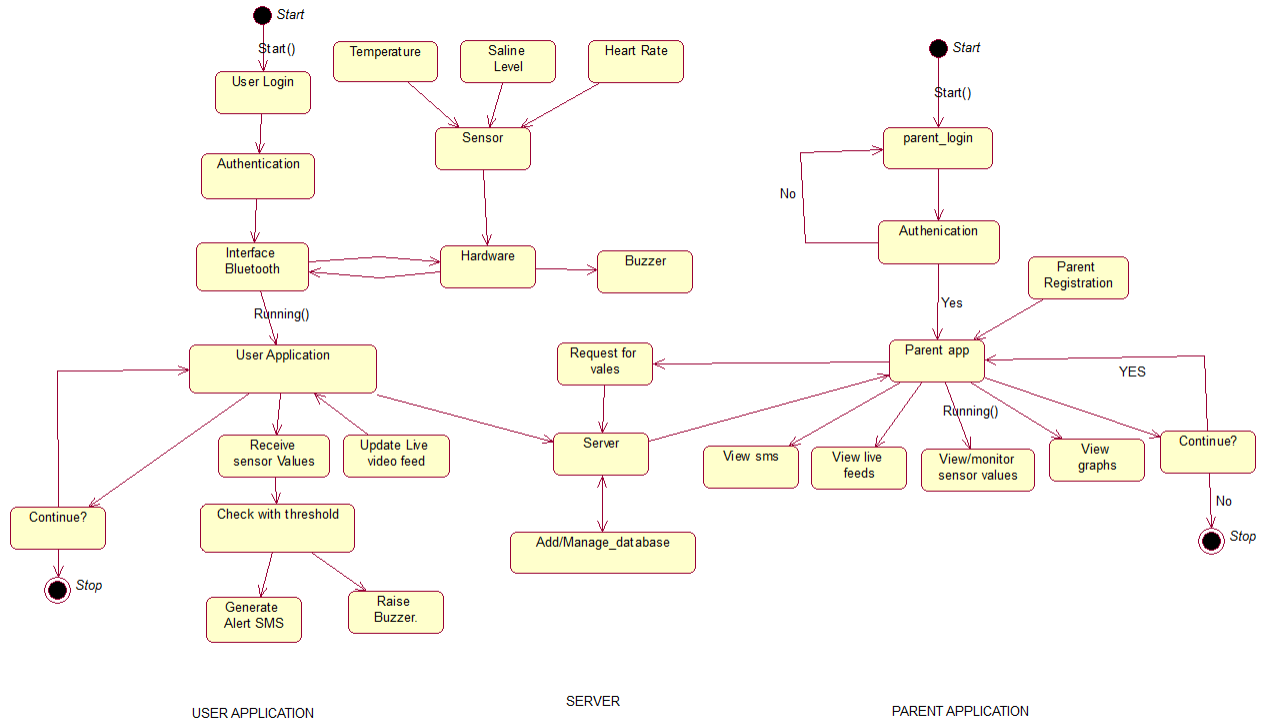 Start
Start()
User Login
Temperature
Saline
Level
Heart Rate
Start
Start()
Authentication
Sensor
parent_login
No
Interface
Bluetooth
Hardware
Buzzer
Authenication
Parent
Registration
Yes
Running()
User Application
Request for
vales
Parent app
YES
Running()
Receive
sensor Values
Update Live
video feed
Server
View sms
View live
feeds
View/monitor
sensor values
View
graphs
Continue?
No
Continue?
Check with threshold
Add/Manage_database
Stop
Stop
Generate
Alert SMS
Raise
Buzzer.
USER APPLICATION
SERVER
PARENT APPLICATION